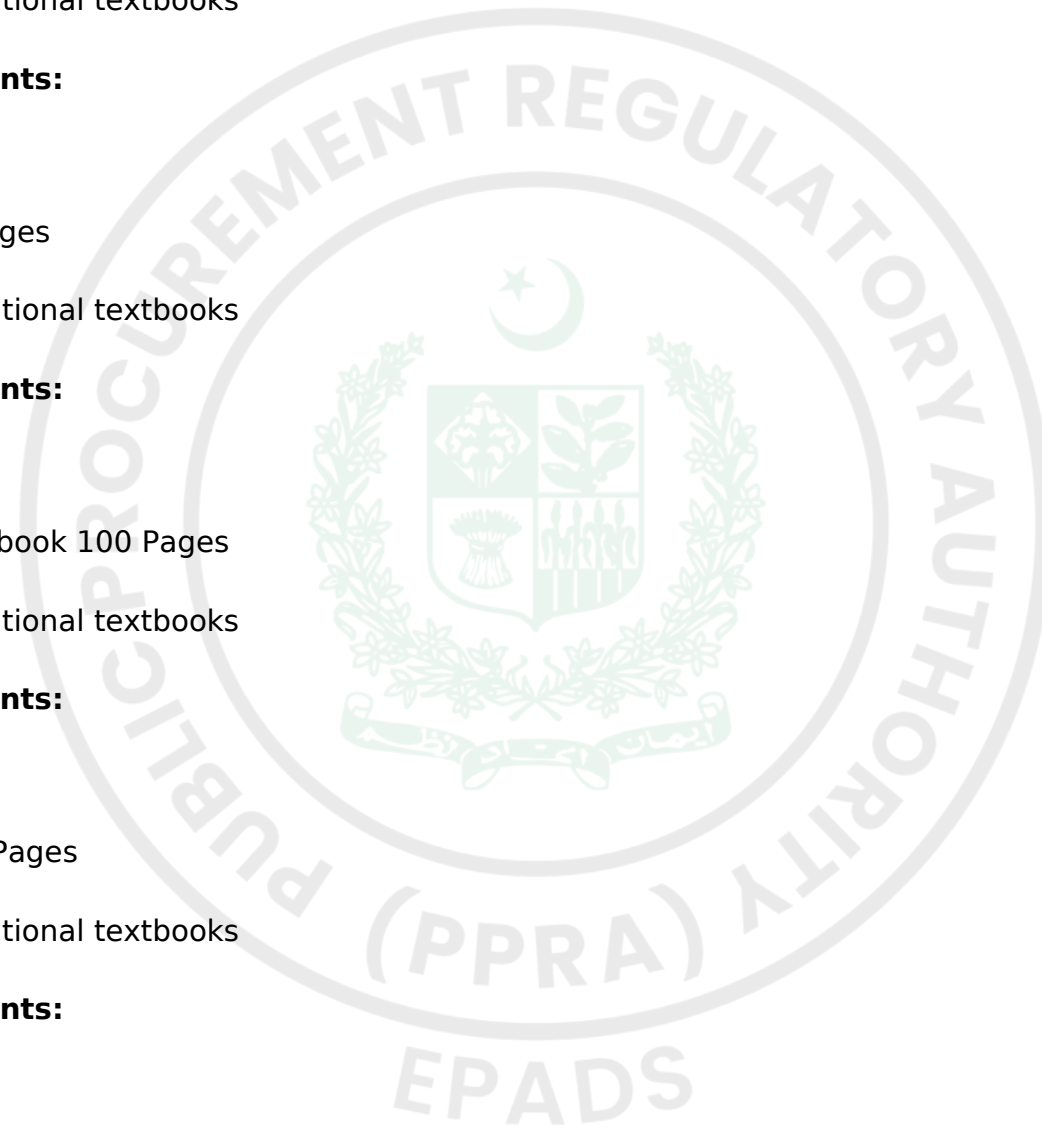 tional textbooks
nts:
ges
tional textbooks
nts:
book 100 Pages
tional textbooks
nts:
Pages
tional textbooks
nts:
PUBLIC PROCUREMENT REGULATORY AUTHORITY
(PPRA)
EPADS